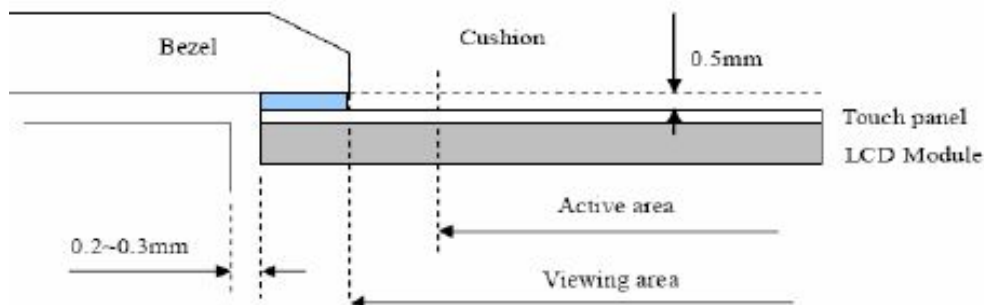 Cushion
Bezel
0.5mm
Touch panel
LCD Module
Active area
0.2~0.3mm
Viewing area